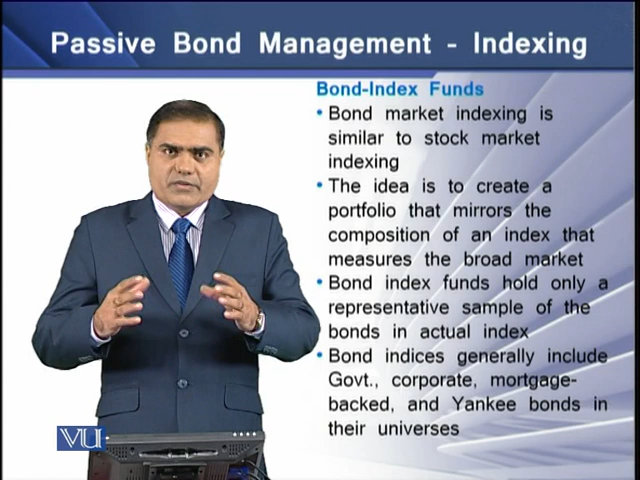 Passive Bond Management - Indexing
Bond-Index Funds
• Bond market indexing is
similar to stock market
indexing
• The idea is to create a
portfolio that mirrors the
composition of an index that
measures the broad market
• Bond index funds hold only a
representative sample of the
bonds in actual index
• Bond indices generally include
Govt., corporate, mortgage-
backed, and Yankee bonds in
their universes
VU